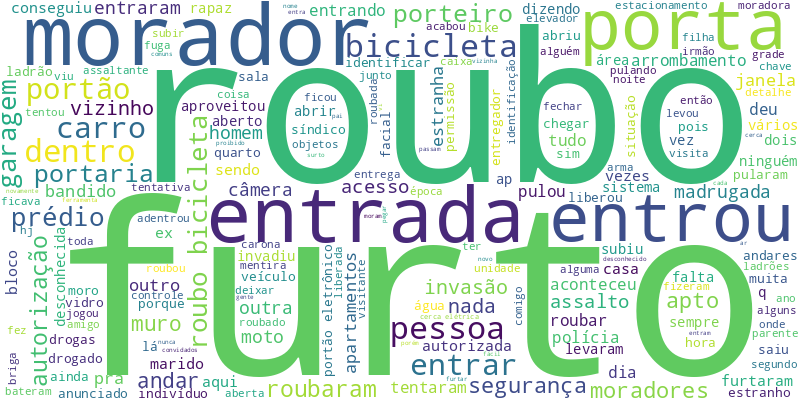 conseguiu
entraram
rapaz
entrando
porteiro
dizendo
elevador
estacionamento
moradora
nome
entra
subir
fuga
comuns
morador
acabou
bike
bicicleta
abriu
alguém
porta
filha
irmão
grade
vizinha
ladrão
viu
assaltante
sala
identificar
caixa
junto
área
arrombamento
pulando
noite
chave
garagem
portão
tentou
coisa
aproveitou
roubada
roubo
estranha
permissão
entregador
identificação
fechar
situação
janela
detalhe
vizinho
aberto
ficou
abrir
facial
pai
chegar
então
levou
deu
vários
carro
homem
proibido
síndico
objetos
surto
tudo
sim
pois
vez
visita
dois
dentro
sendo
quarto
entrega
época
passam
arma
vezes
ninguém
pularam
portaria
câmera
acesso
ap
sistema
cada
novamente
ferramenta
bandido
tentativa
pulou
liberou
madrugada
prédio
ficava
adentrou
moram
pagar
entrada
entrou
desconhecida
hj
ex
toda
roubo bicicleta
carona
invadiu
mentira
ter
novo
subiu
ar
desconhecido
andares
ladrões
bloco
autorização
moro
roubou
portão eletrônico
liberada
visitante
apartamentos
unidade
invasão
alguma
casa
falta
muita
vidro
outro
controle
porque
veículo
deixar
gente
outra
água
nada
aconteceu
fizeram
q
ano
jogou
roubado
cerca elétrica
assalto
apto
alguns
fez
amigo
muro
moto
pessoa
autorizada
comigo
roubar
sempre
onde
parente
drogas
lá
nunca
convidados
porém
fácil
polícia
hora
entram
briga
drogado
marido
furto
entrar
levaram
saiu
ainda
pra
andar
aqui
dia
segundo
bateram
anunciado
indivíduo
aberta
roubaram
tentaram
furtar
segurança
moradores
furtaram
estranho